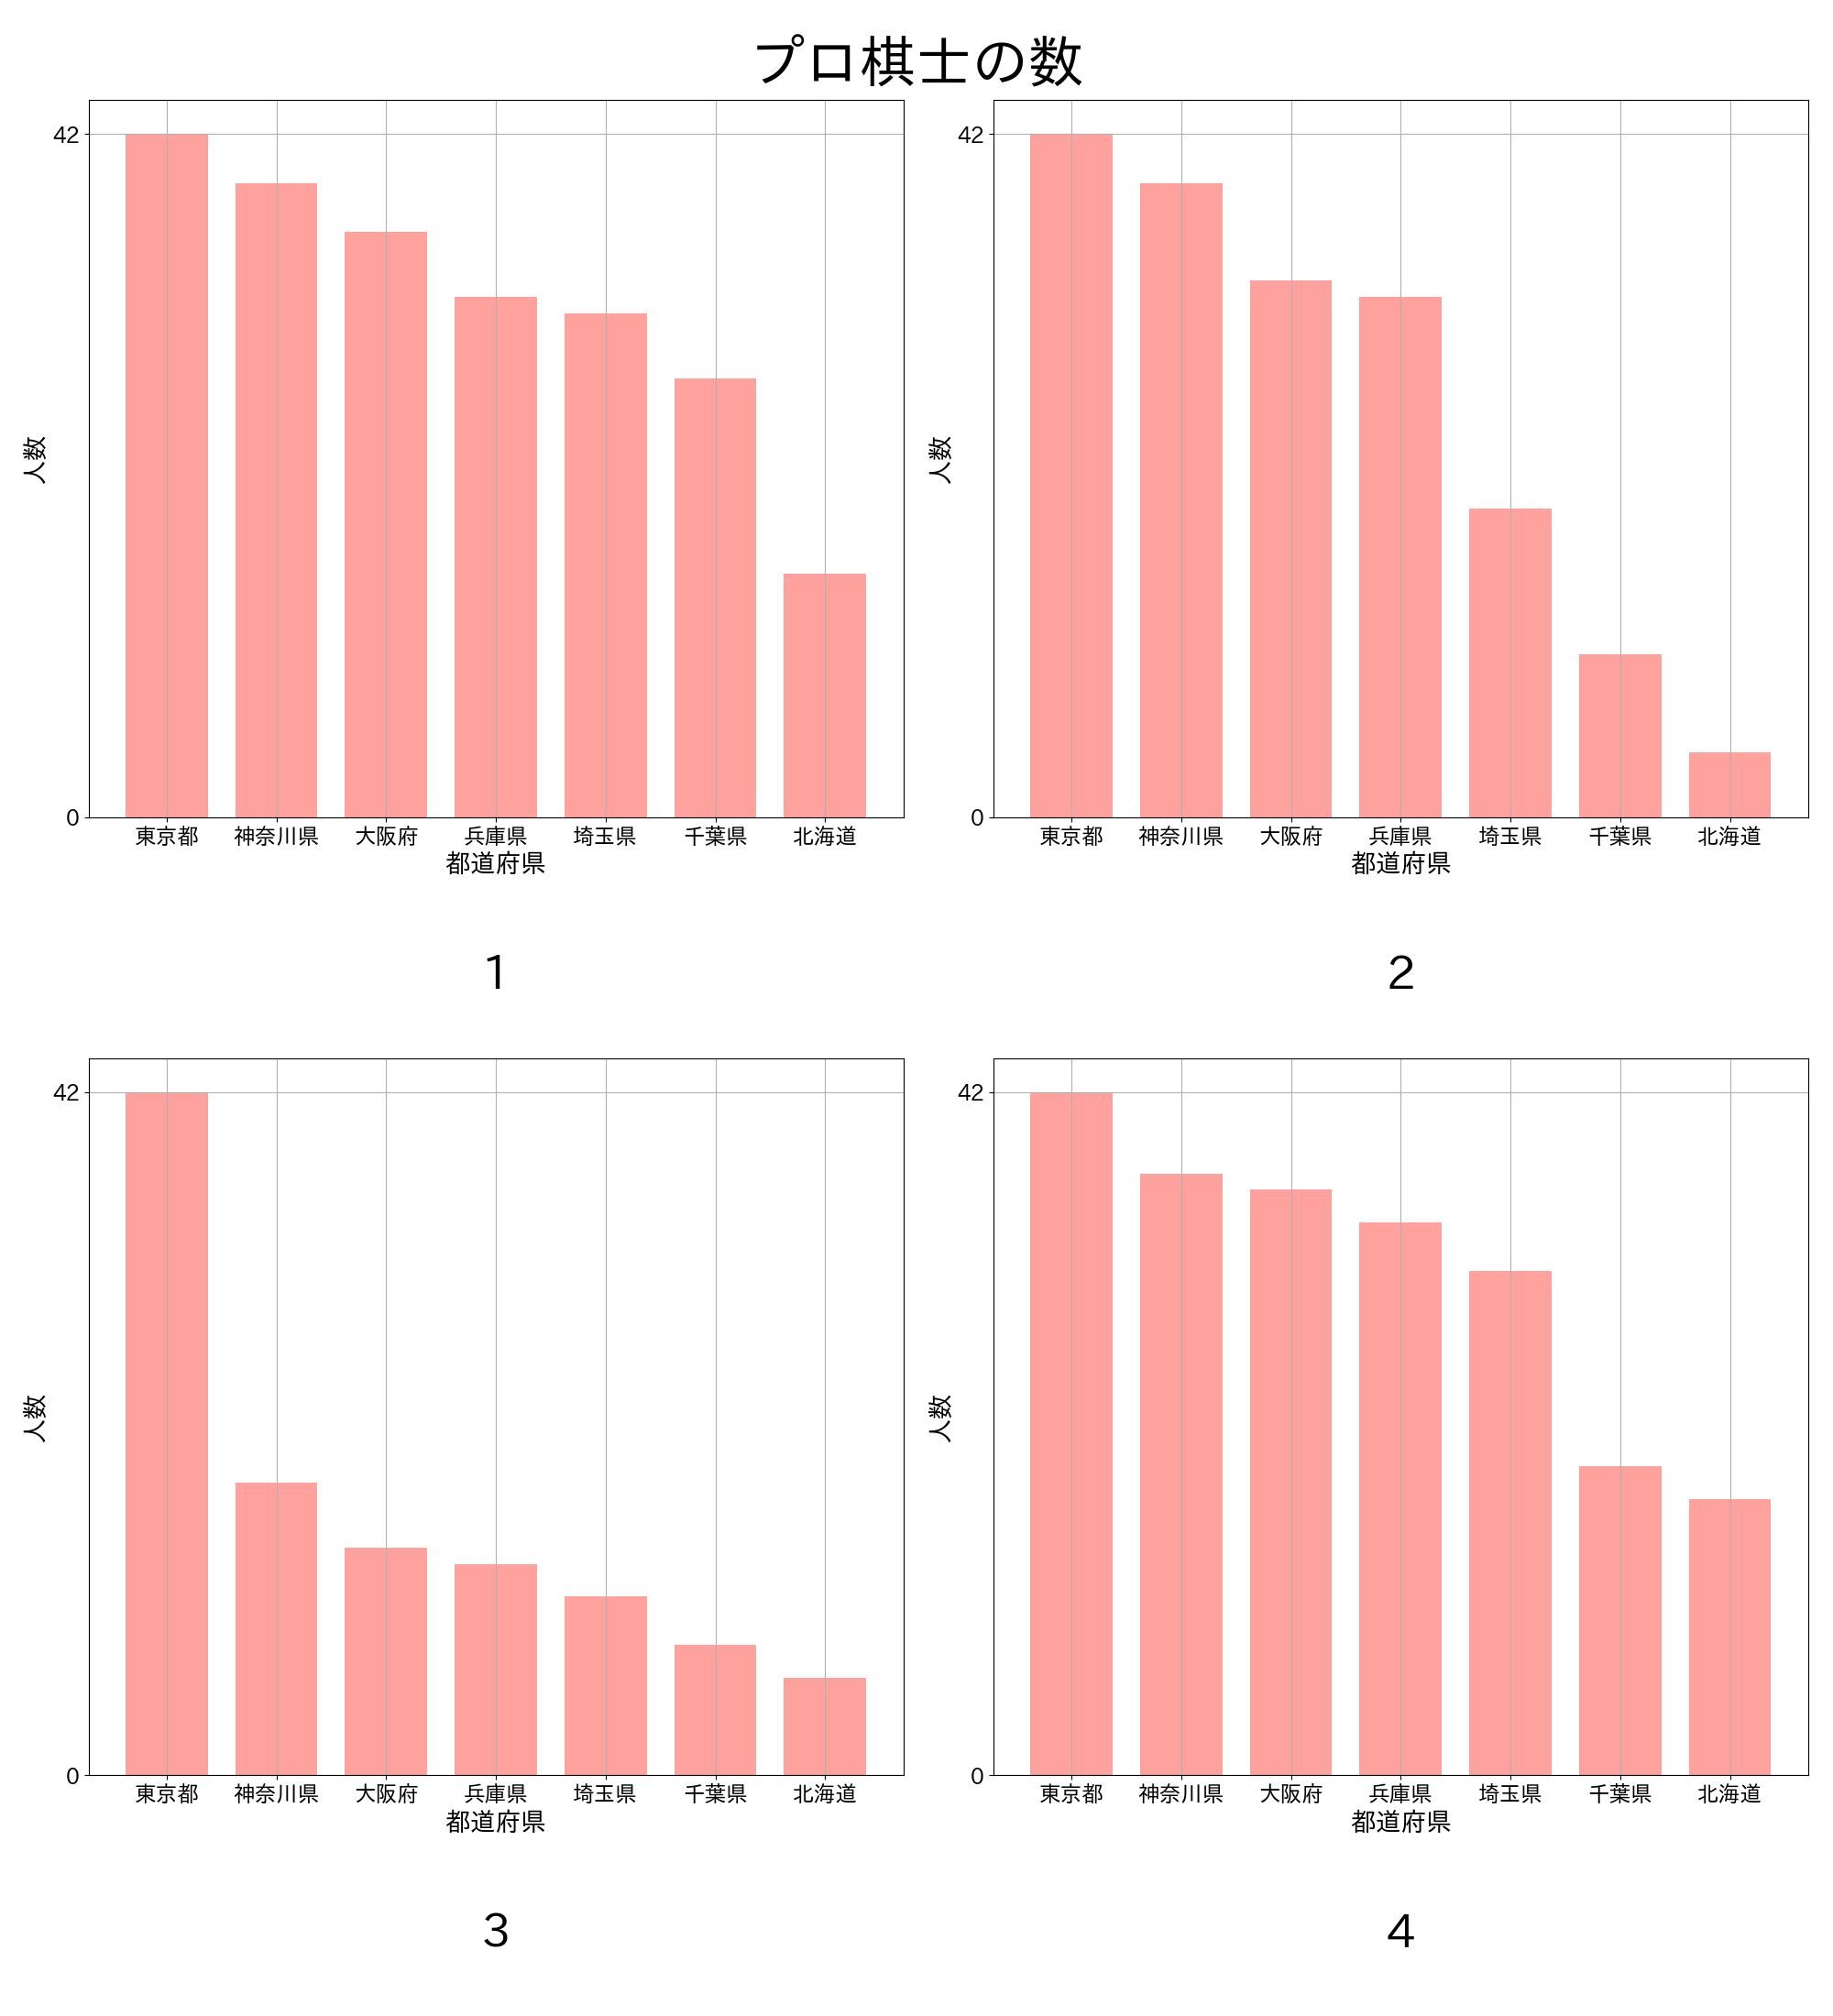 プロ棋士の数
42
0
人数
東京都 神奈川県 大阪府 兵庫県 埼玉県 千葉県 北海道
都道府県
1
42
0
人数
東京都 神奈川県 大阪府 兵庫県 埼玉県 千葉県 北海道
都道府県
2
42
0
人数
東京都 神奈川県 大阪府 兵庫県 埼玉県 千葉県 北海道
都道府県
3
42
0
人数
東京都 神奈川県 大阪府 兵庫県 埼玉県 千葉県 北海道
都道府県
4